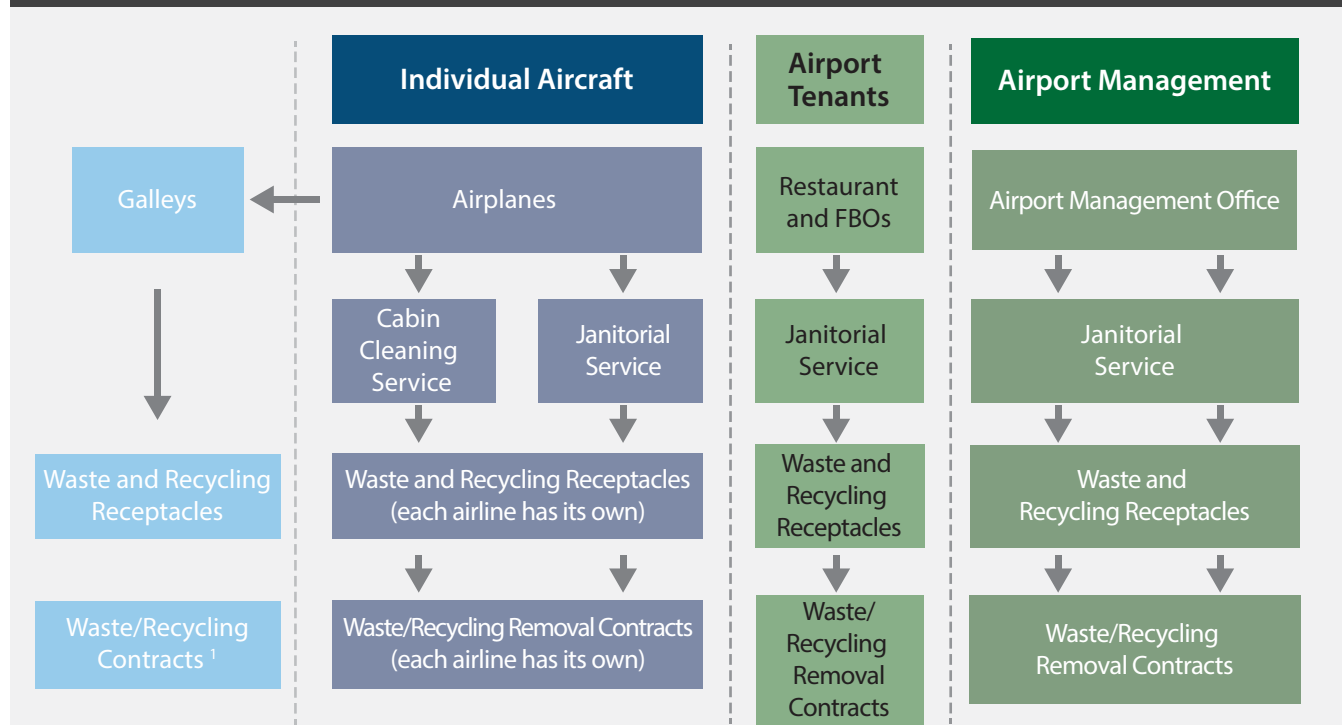 Individual Aircraft
Airport
Tenants
Airport Management
Galleys
Airplanes
Restaurant
and FBOs
Airport Management Office
Cabin
Cleaning
Service
Janitorial
Service
Janitorial
Service
Janitorial
Service
Waste and Recycling
Receptacles
Waste and Recycling Receptacles
(each airline has its own)
Waste and
Recycling
Receptacles
Waste and
Recycling Receptacles
Waste/Recycling
Contracts 1
Waste/Recycling Removal Contracts
(each airline has its own)
Waste/
Recycling
Removal
Contracts
Waste/Recycling
Removal Contracts